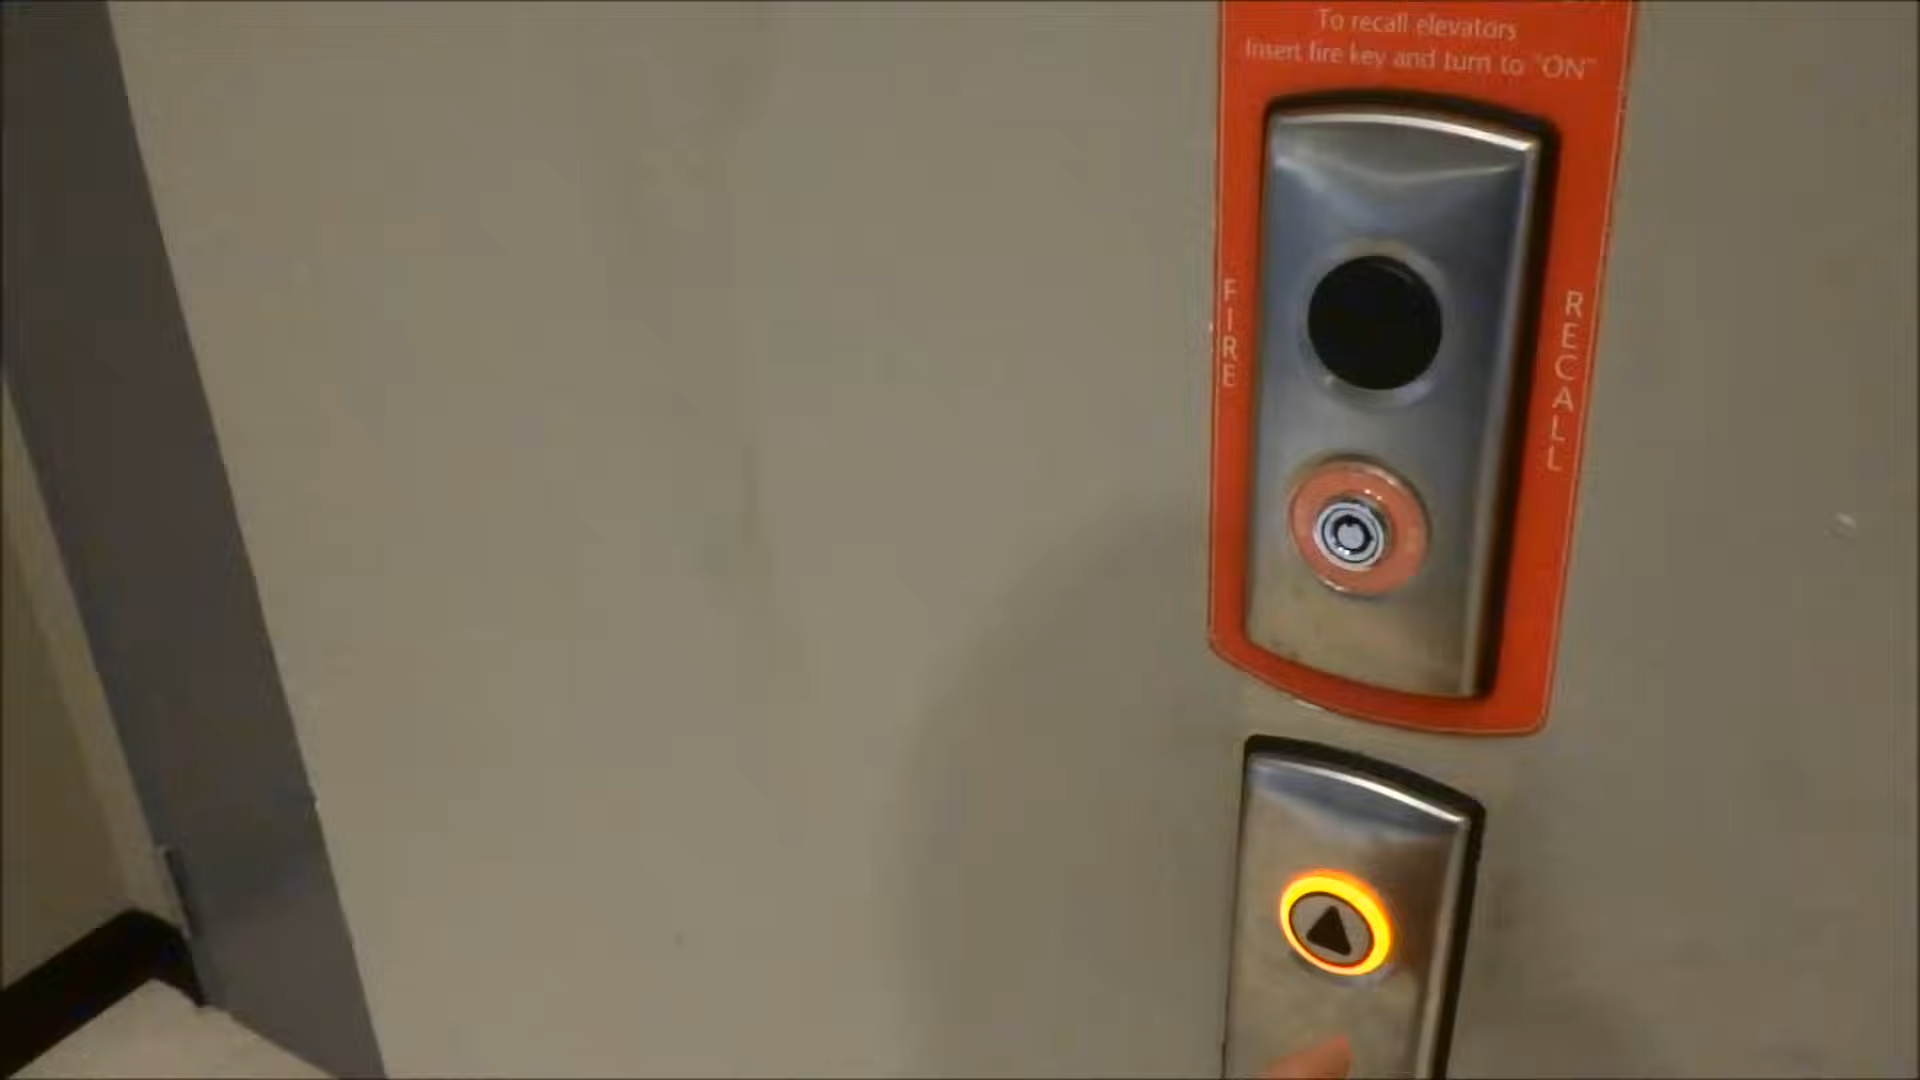 To recall elevators
Insert fire key and turn to "ON"
FIRE
RECALL